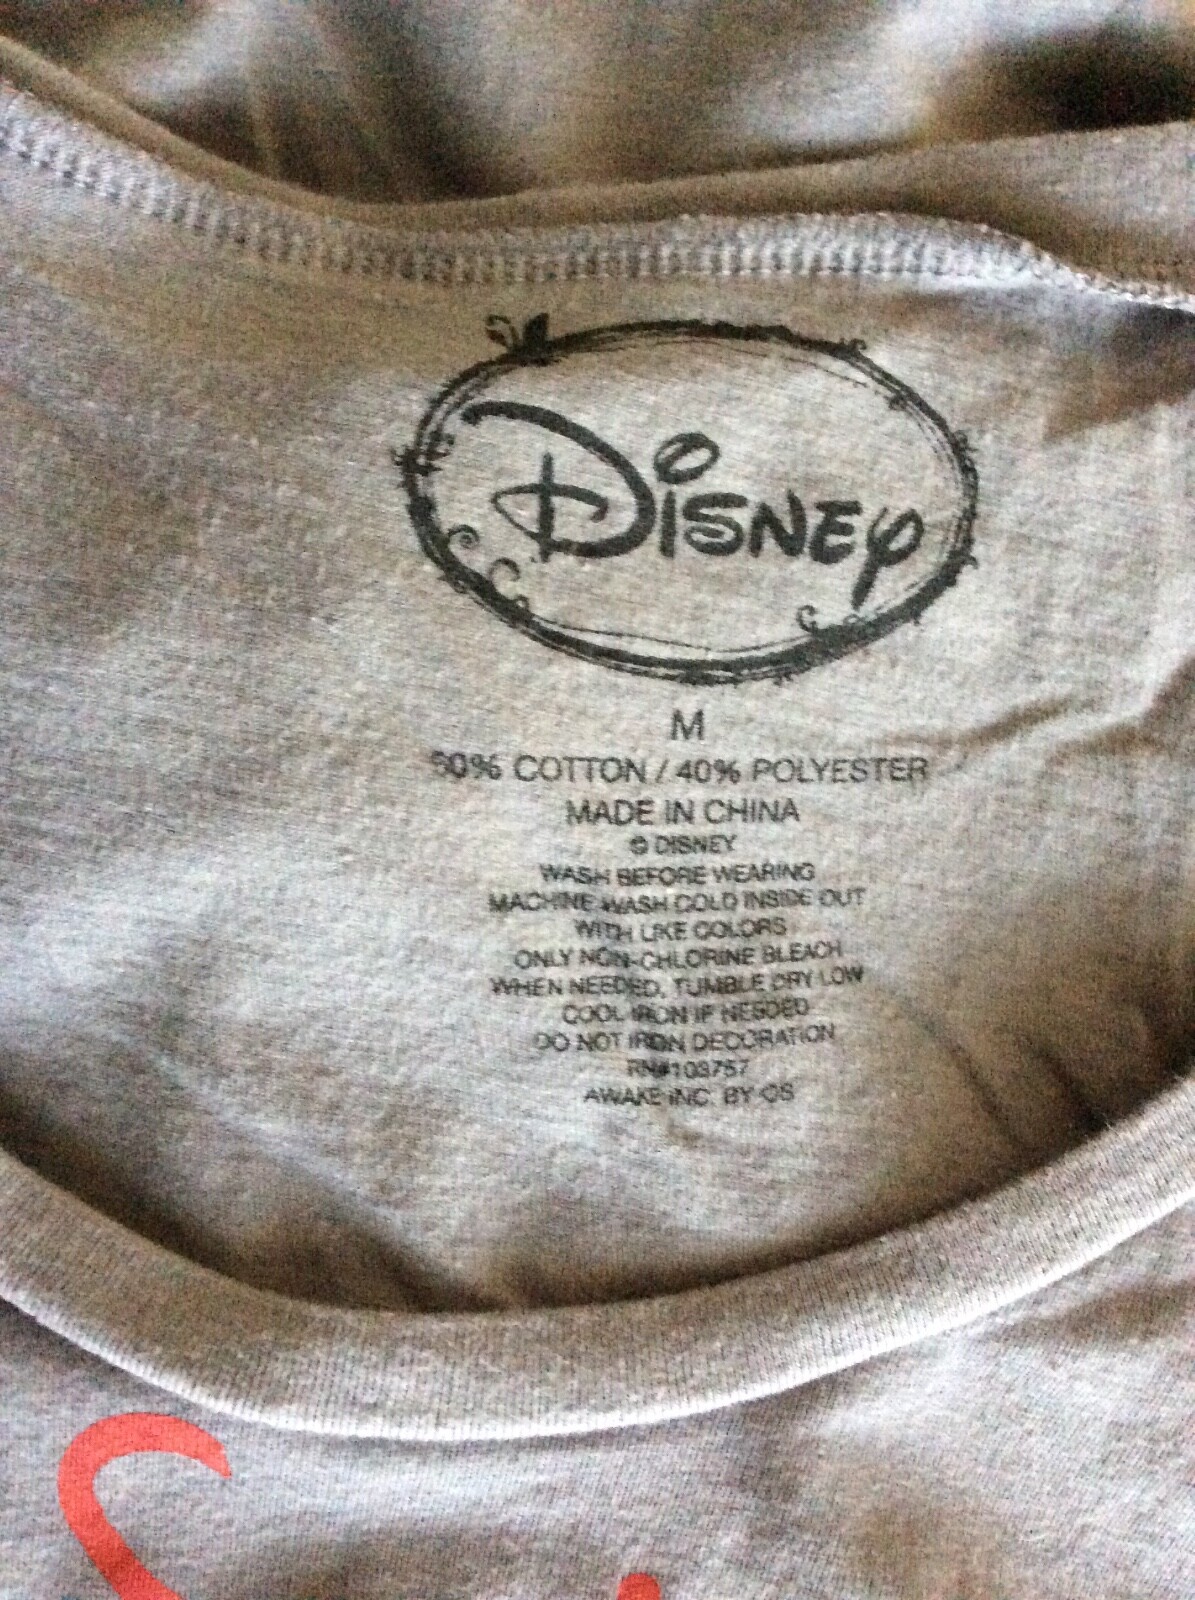 Disney
M
60% COTTON / 40% POLYESTER
MADE IN CHINA
© DISNEY
WASH BEFORE WEARING
MACHINE WASH COLD INSIDE OUT
WITH LIKE COLORS
ONLY NON-CHLORINE BLEACH
WHEN NEEDED, TUMBLE DRY LOW
COOL IRON IF NEEDED
DO NOT IRON DECORATION
RN#103757
AWAKE INC. BY